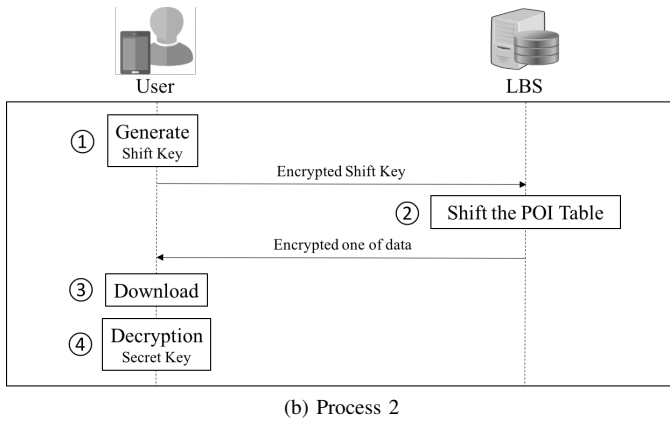 User
LBS
①
Generate
Shift Key
Encrypted Shift Key
②
Shift the POI Table
Encrypted one of data
③
Download
④
Decryption
Secret Key
(b) Process 2